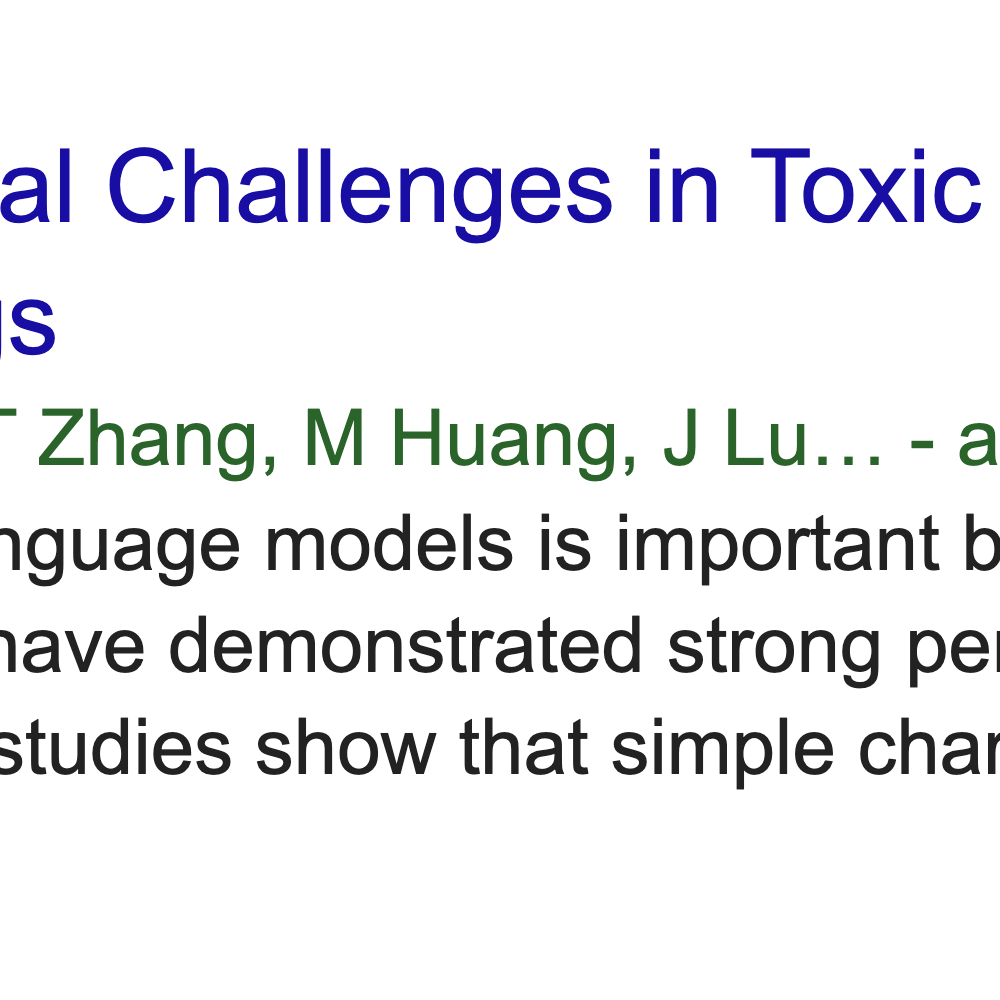 al Challenges in Toxic
gs
T Zhang, M Huang, J Lu… - a
nguage models is important b
have demonstrated strong per
studies show that simple char